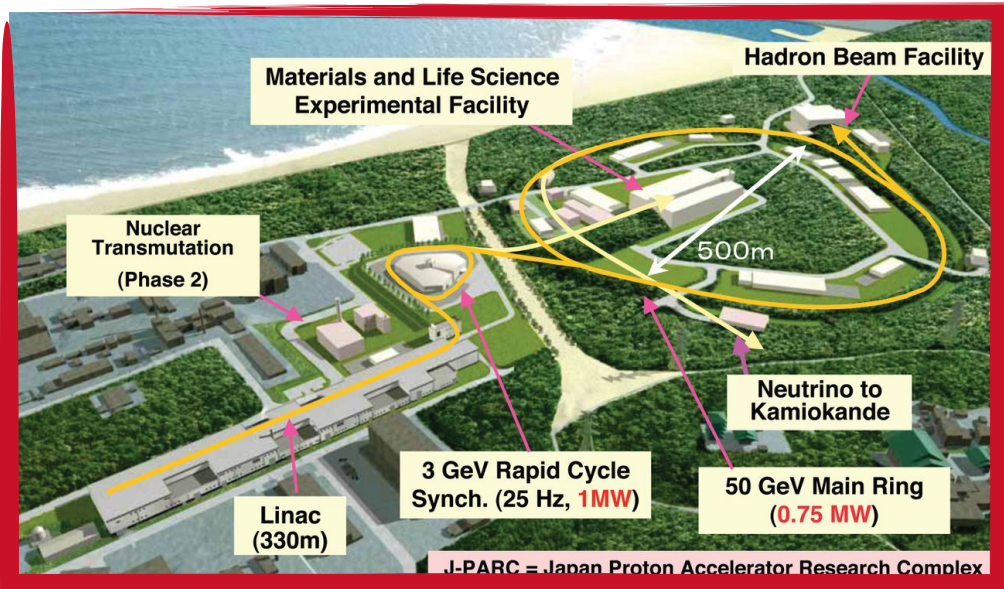 Hadron Beam Facility
Materials and Life Science
Experimental Facility
Nuclear
Transmutation
(Phase 2)
500m
Neutrino to
Kamiokande
3 GeV Rapid Cycle
Synch. (25 Hz, 1MW)
50 GeV Main Ring
(0.75 MW)
Linac
(330m)
J-PARC = Japan Proton Accelerator Research Complex